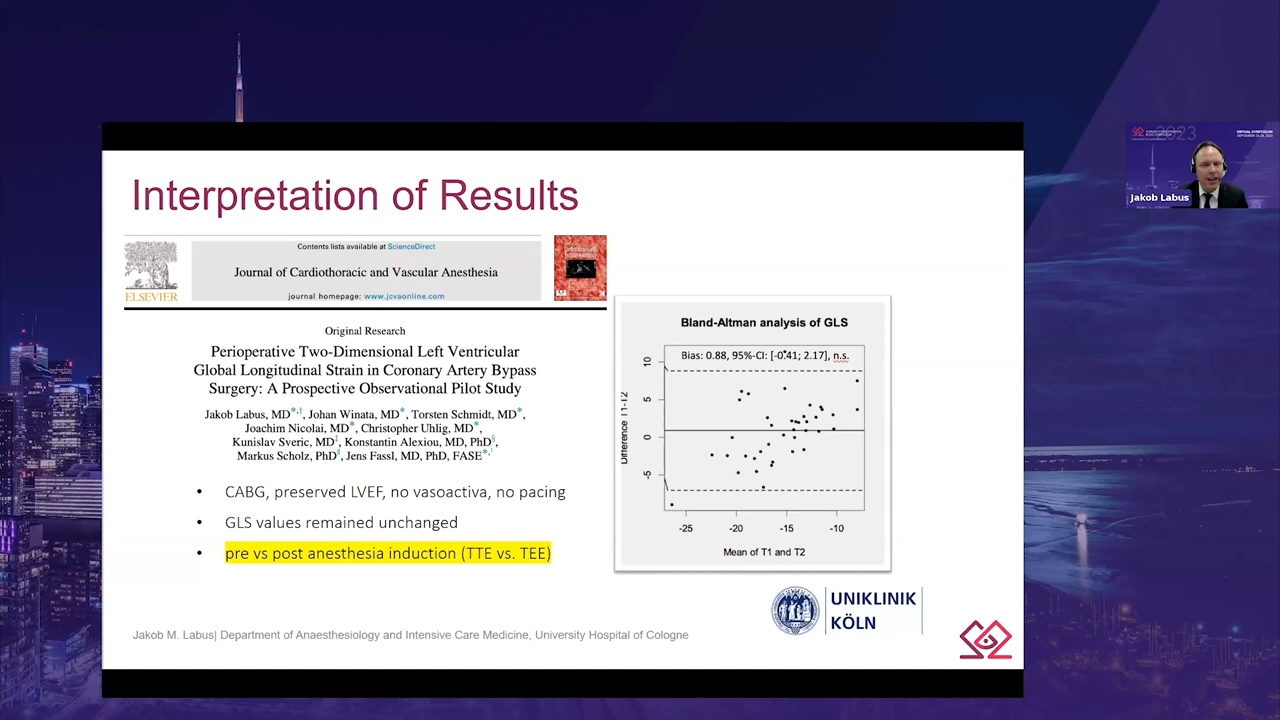 Interpretation of Results
Contents lists available at ScienceDirect
Journal of Cardiothoracic and Vascular Anesthesia
journal homepage: www.jcvaonline.com
ELSEVIER
Original Research
Perioperative Two-Dimensional Left Ventricular
Global Longitudinal Strain in Coronary Artery Bypass
Surgery: A Prospective Observational Pilot Study
Jakob Labus, MD*,†, Johan Winata, MD*, Torsten Schmidt, MD*,
Joachim Nicolai, MD*, Christopher Uhlig, MD*,
Kunislav Sveric, MD‡, Konstantin Alexiou, MD, PhD§,
Markus Scholz, PhD, Jens Fassl, MD, PhD, FASE*,
• CABG, preserved LVEF, no vasoactiva, no pacing
• GLS values remained unchanged
• pre vs post anesthesia induction (TTE vs. TEE)
Bland-Altman analysis of GLS
Bias: 0.88, 95%-CI: [-0.41; 2.17], n.s.
Difference T1-T2
10
5
0
-5
-25 -20 -15 -10
Mean of T1 and T2
UNIKLINIK
KÖLN
Jakob M. Labus| Department of Anaesthesiology and Intensive Care Medicine, University Hospital of Cologne
2023
VIRTUAL SYMPOSIUM
Jakob Labus